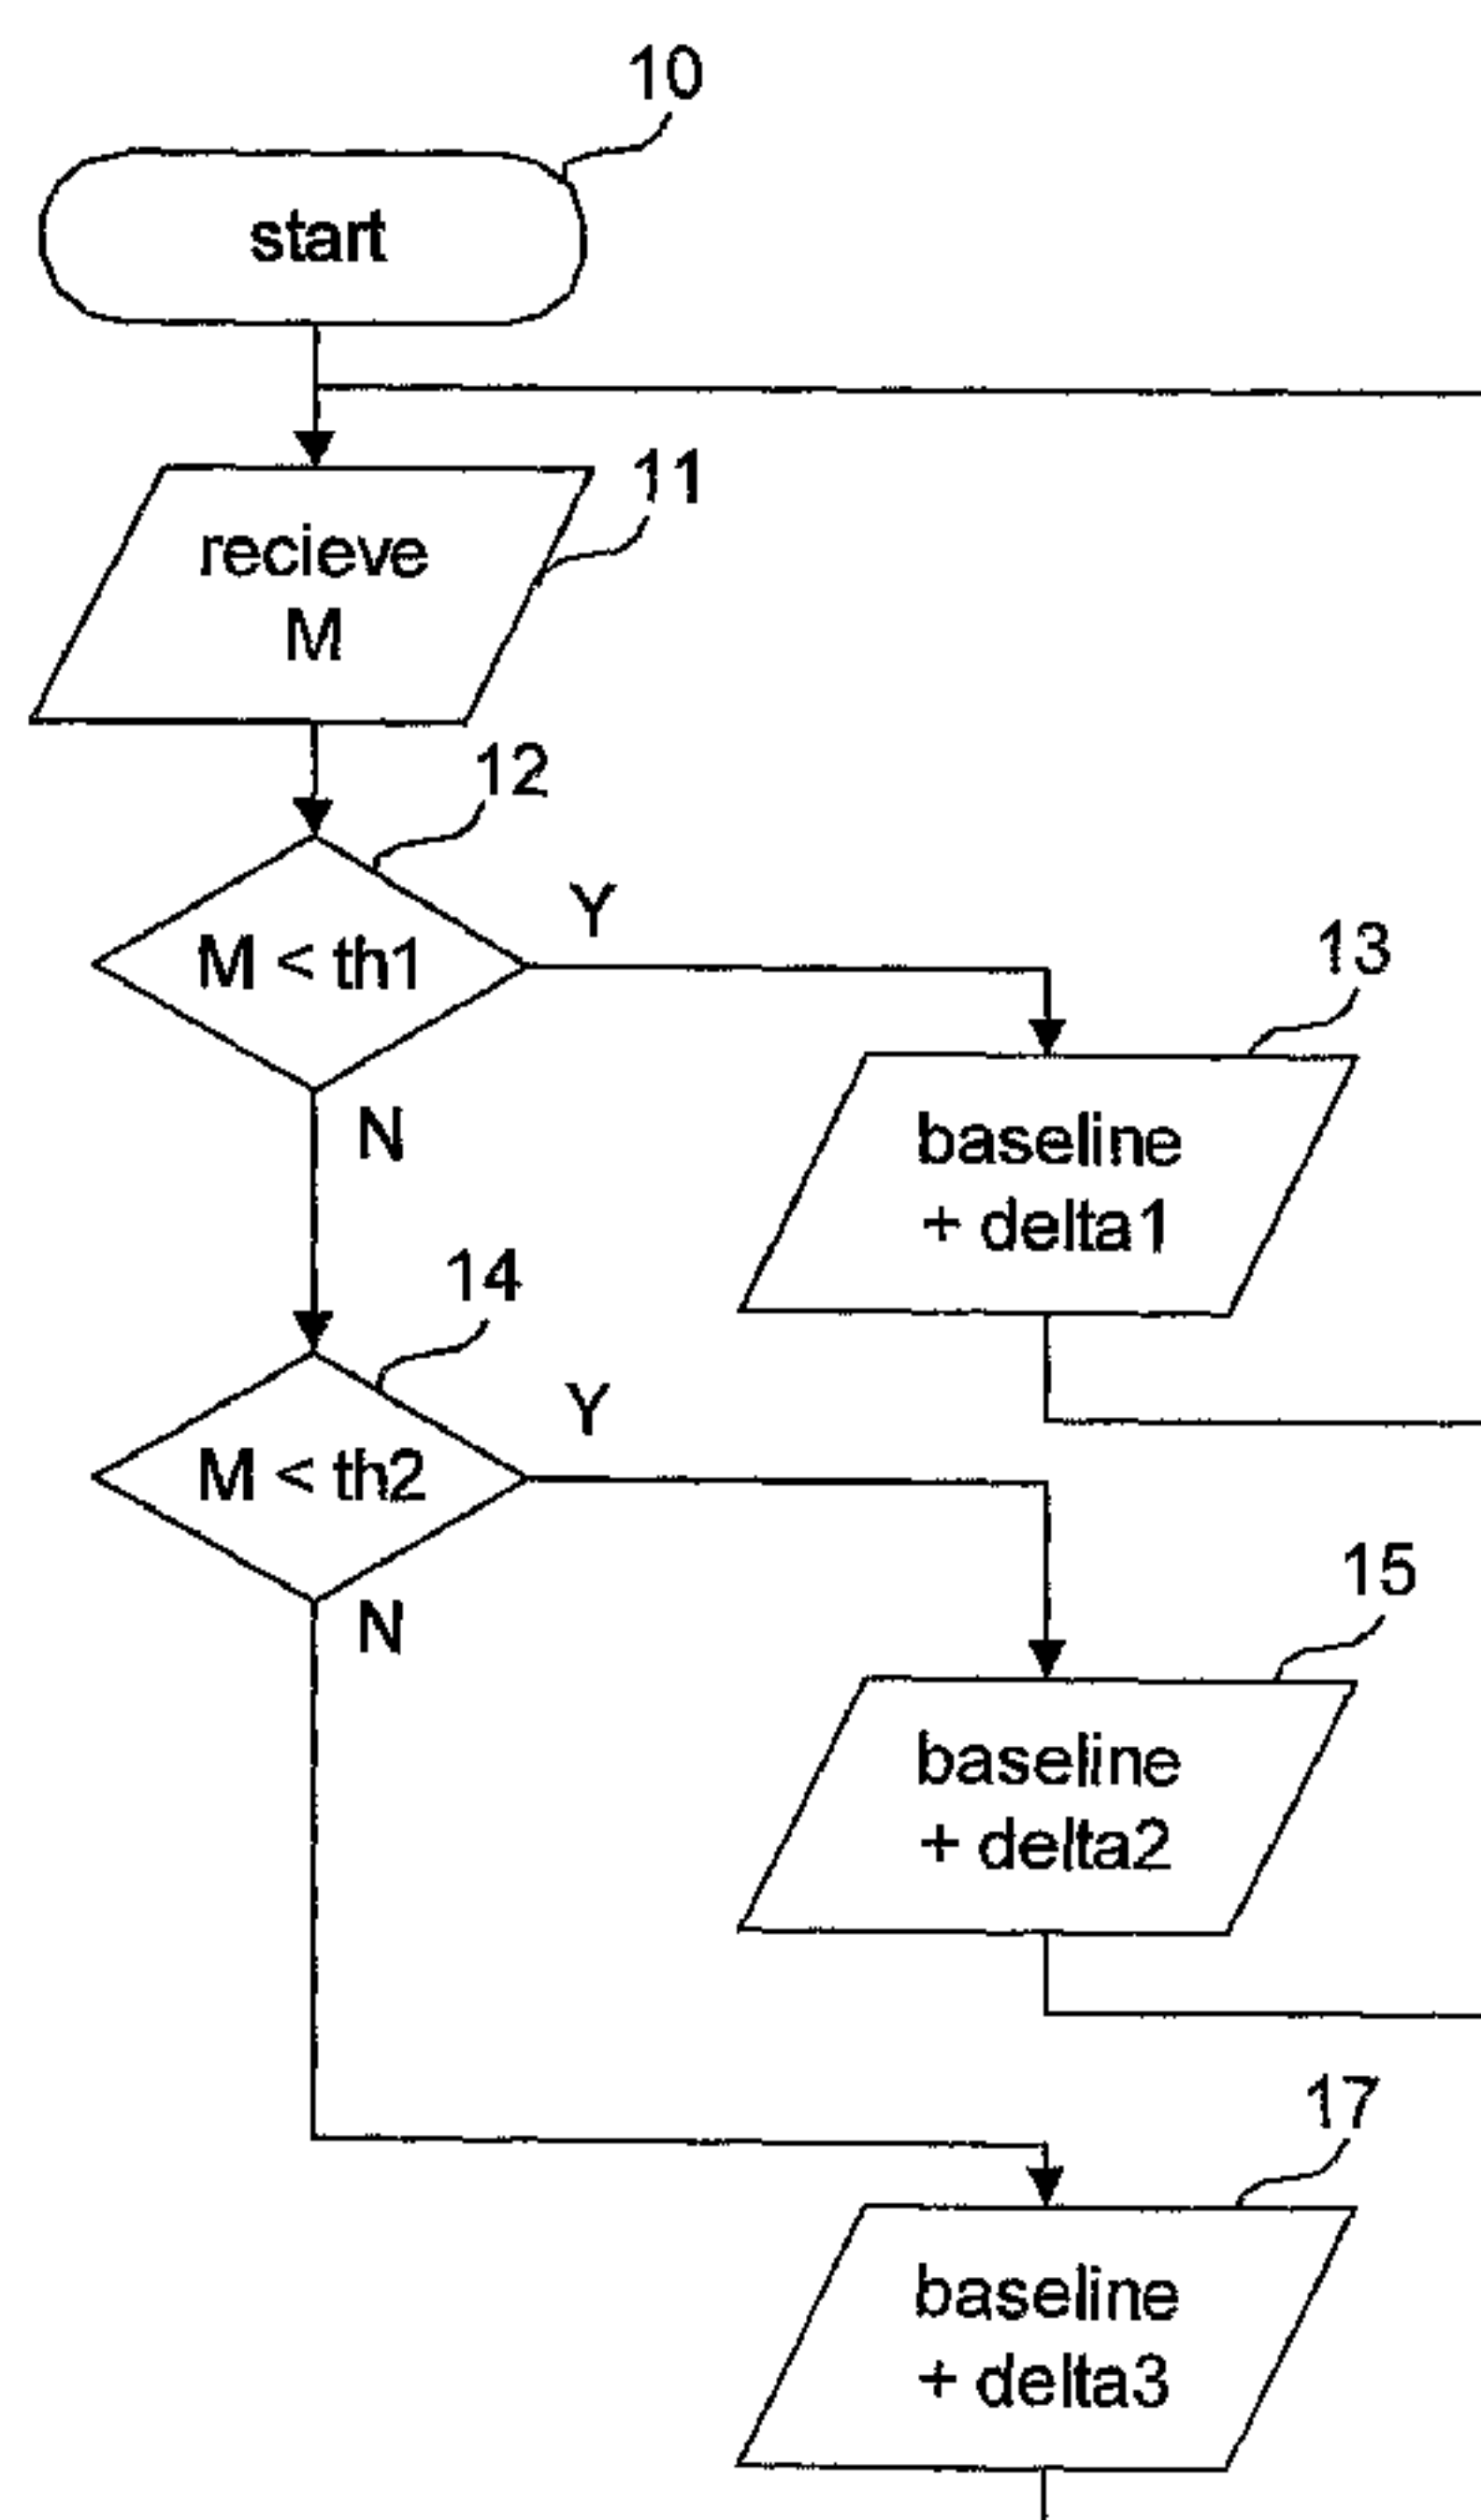 10
start
11
recieve
M
12
M < th1
Y
N
13
baseline
+ delta1
14
M < th2
Y
N
15
baseline
+ delta2
17
baseline
+ delta3